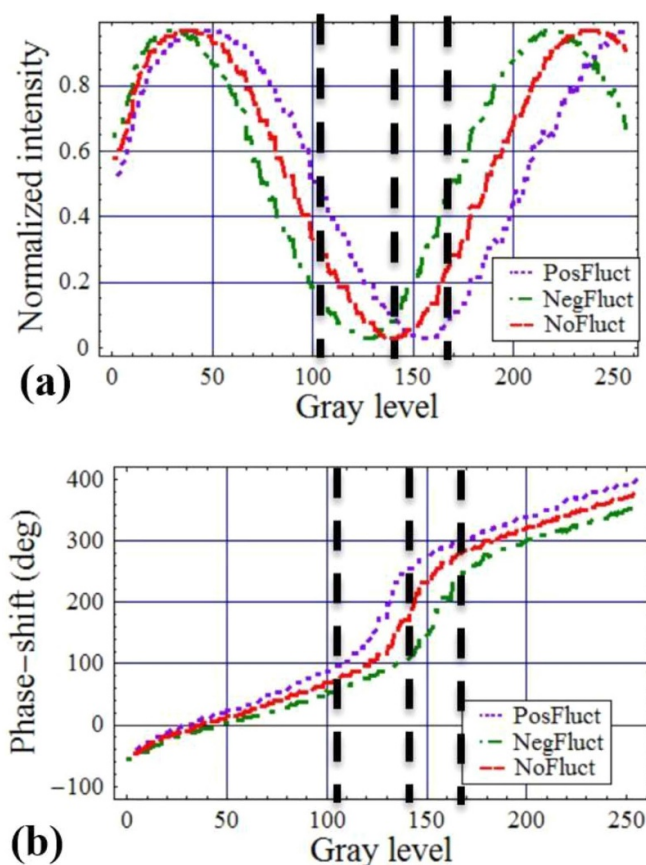 Normalized intensity
0.8
0.6
0.4
0.2
0
PosFluct
NegFluct
NoFluct
0 50 100 150 200 250
(a)
Gray level
Phase-shift (deg)
400
300
200
100
0
-100
PosFluct
NegFluct
NoFluct
0 50 100 150 200 250
(b)
Gray level